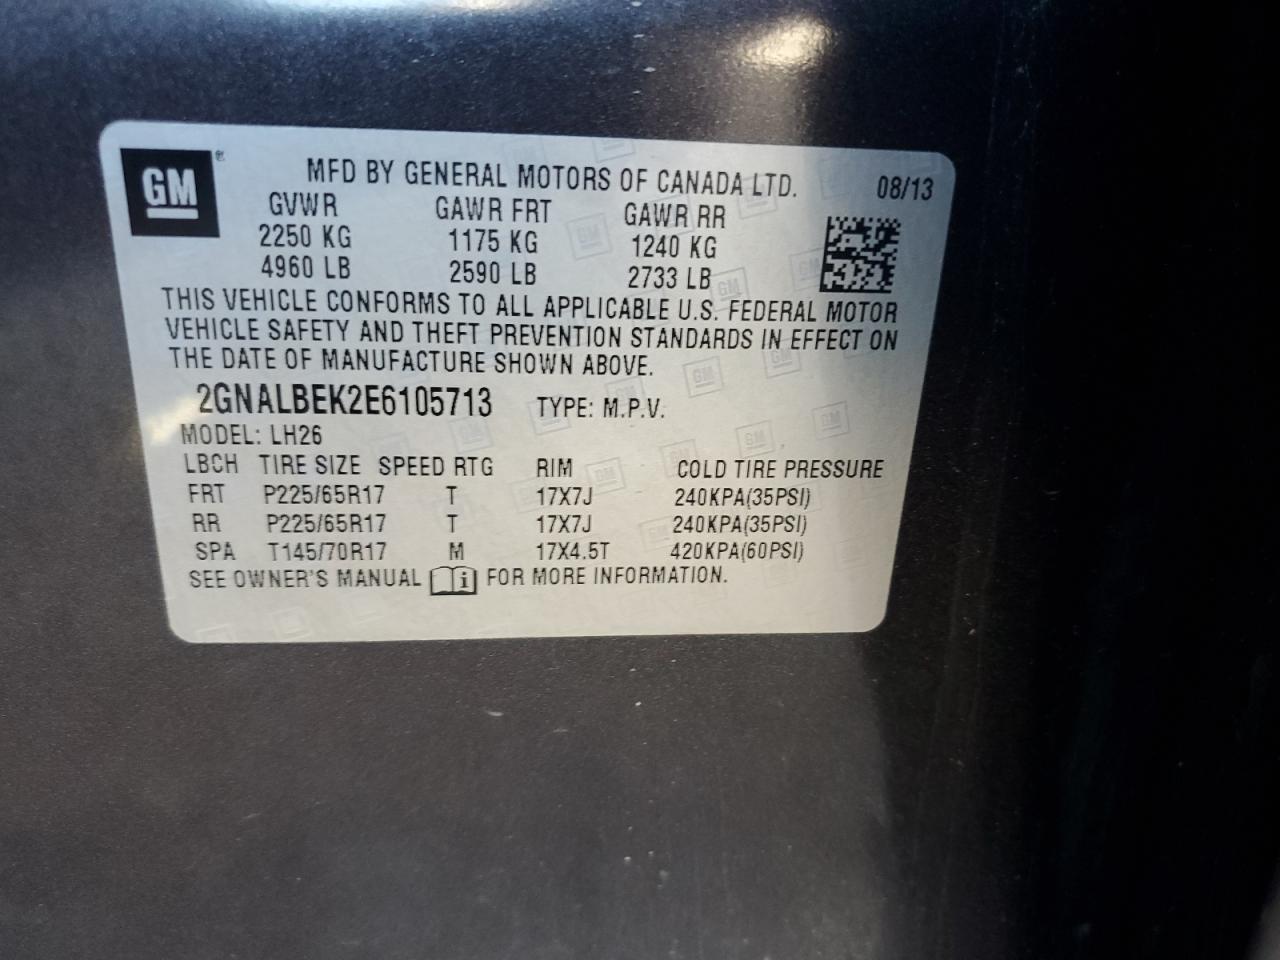 GM
MFD BY GENERAL MOTORS OF CANADA LTD. 08/13
GVWR GAWR FRT GAWR RR
2250 KG 1175 KG 1240 KG
4960 LB 2590 LB 2733 LB
THIS VEHICLE CONFORMS TO ALL APPLICABLE U.S. FEDERAL MOTOR
VEHICLE SAFETY AND THEFT PREVENTION STANDARDS IN EFFECT ON
THE DATE OF MANUFACTURE SHOWN ABOVE.
2GNALBEK2E6105713 TYPE: M.P.V.
MODEL: LH26
LBCH TIRE SIZE SPEED RTG RIM COLD TIRE PRESSURE
FRT P225/65R17 T 17X7J 240KPA(35PSI)
RR P225/65R17 T 17X7J 240KPA(35PSI)
SPA T145/70R17 M 17X4.5T 420KPA(60PSI)
SEE OWNER'S MANUAL i FOR MORE INFORMATION.